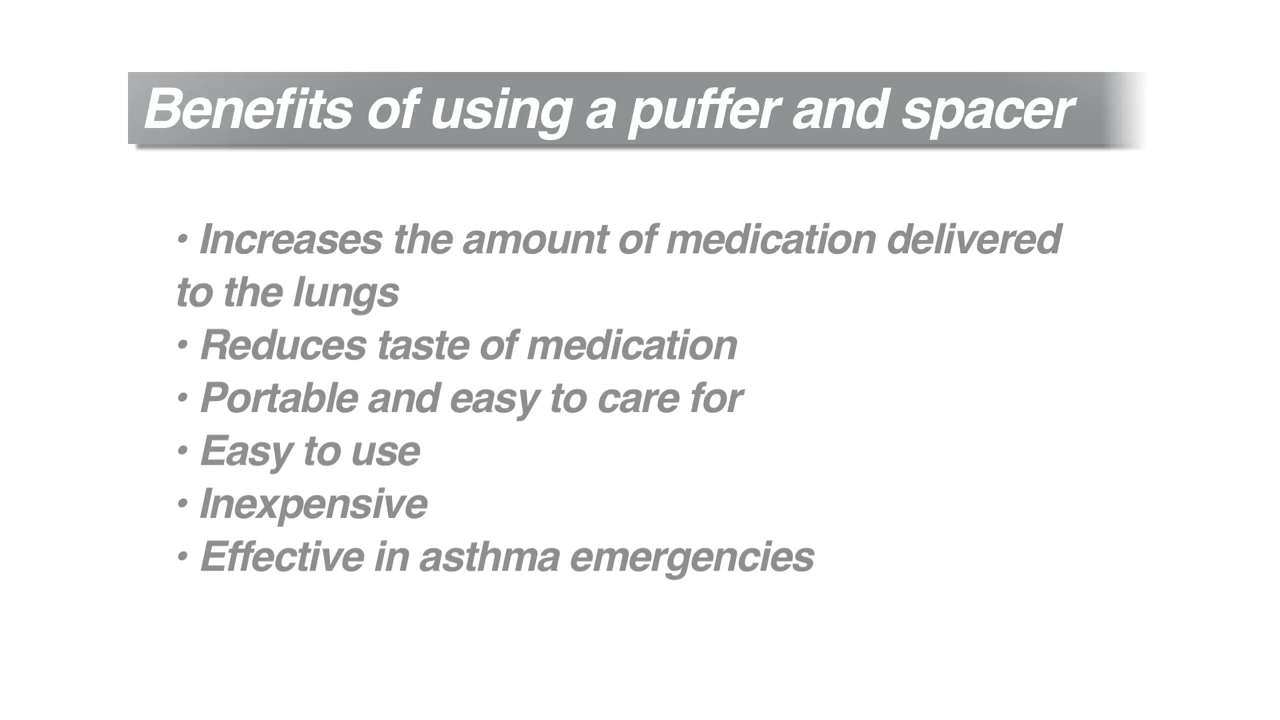 Benefits of using a puffer and spacer
• Increases the amount of medication delivered
to the lungs
• Reduces taste of medication
• Portable and easy to care for
• Easy to use
• Inexpensive
• Effective in asthma emergencies